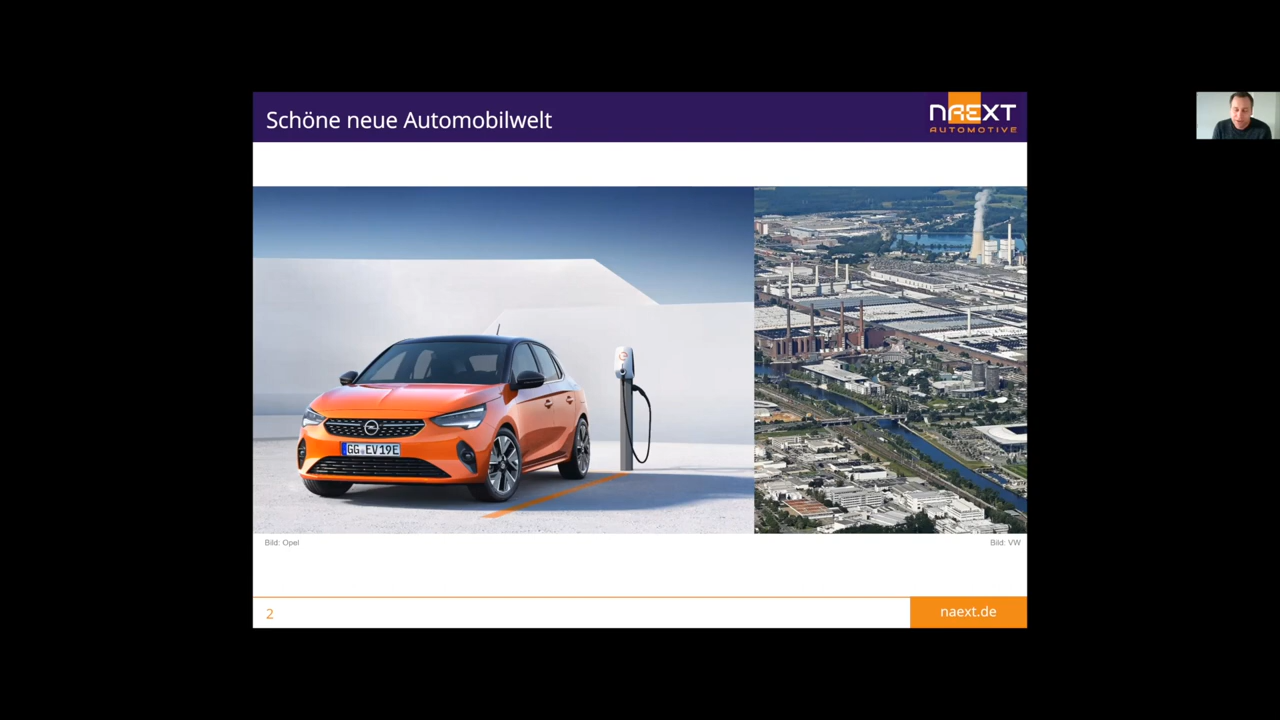 Schöne neue Automobilwelt
NAEXT
AUTOMOTIVE
GG EV19E
Bild: Opel
Bild: VW
2
naext.de